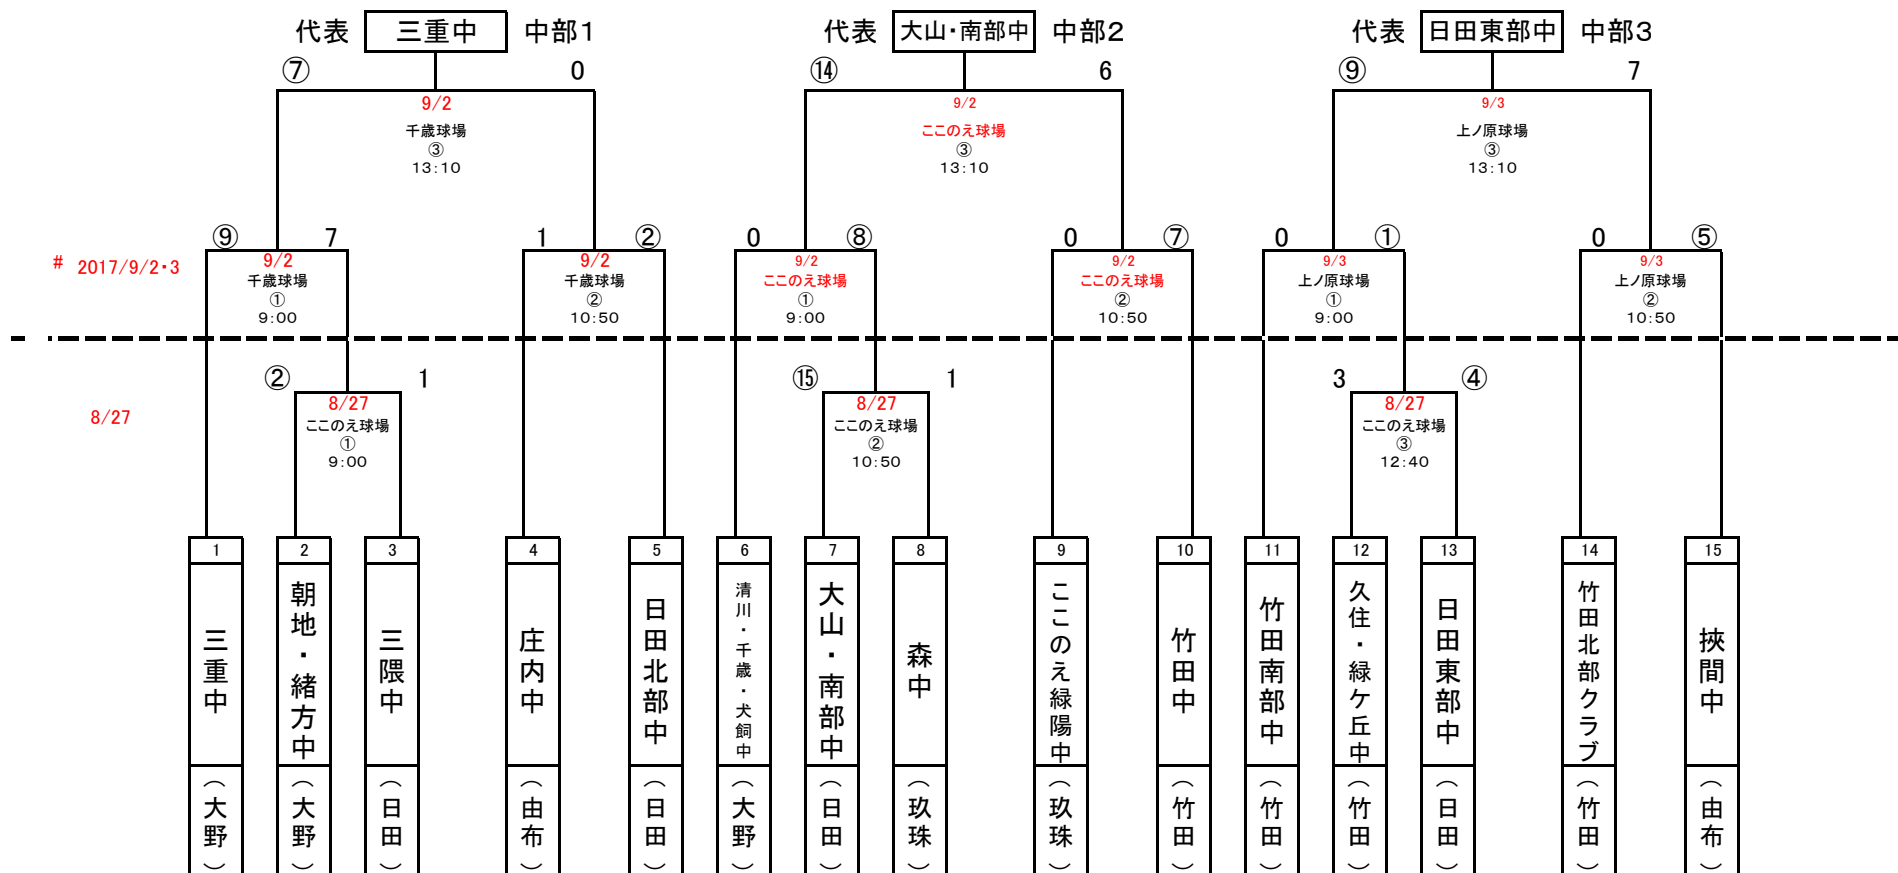 代表 三重中 中部1 代表 大山・南部中 中部2 代表 日田東部中 中部3
⑦ 0 ⑭ 6 ⑨ 7
9/2 9/2 9/3
千歳球場 ここのえ球場 上ノ原球場
③ ③ ③
13:10 13:10 13:10
⑨ 7 1 ② 0 ⑧ 0 ⑦ 0 ① 0 ⑤
# 2017/9/2・3 9/2 9/2 9/2 9/2 9/3 9/3
千歳球場 千歳球場 ここのえ球場 ここのえ球場 上ノ原球場 上ノ原球場
① ② ① ② ① ②
9:00 10:50 9:00 10:50 9:00 10:50
② 1 ⑮ 1 3 ④
8/27 8/27 8/27 8/27
ここのえ球場 ここのえ球場 ここのえ球場
① ② ③
9:00 10:50 12:40
1 2 3 4 5 6 7 8 9 10 11 12 13 14 15
三重中
朝地・緒方中
三隈中
庄内中
日田北部中
清川・千歳・犬飼中
大山・南部中
森中
ここのえ緑陽中
竹田中
竹田南部中
久住・緑ケ丘中
日田東部中
竹田北部クラブ
挾間中
（大野）
（大野）
（日田）
（由布）
（日田）
（大野）
（日田）
（玖珠）
（玖珠）
（竹田）
（竹田）
（竹田）
（日田）
（竹田）
（由布）